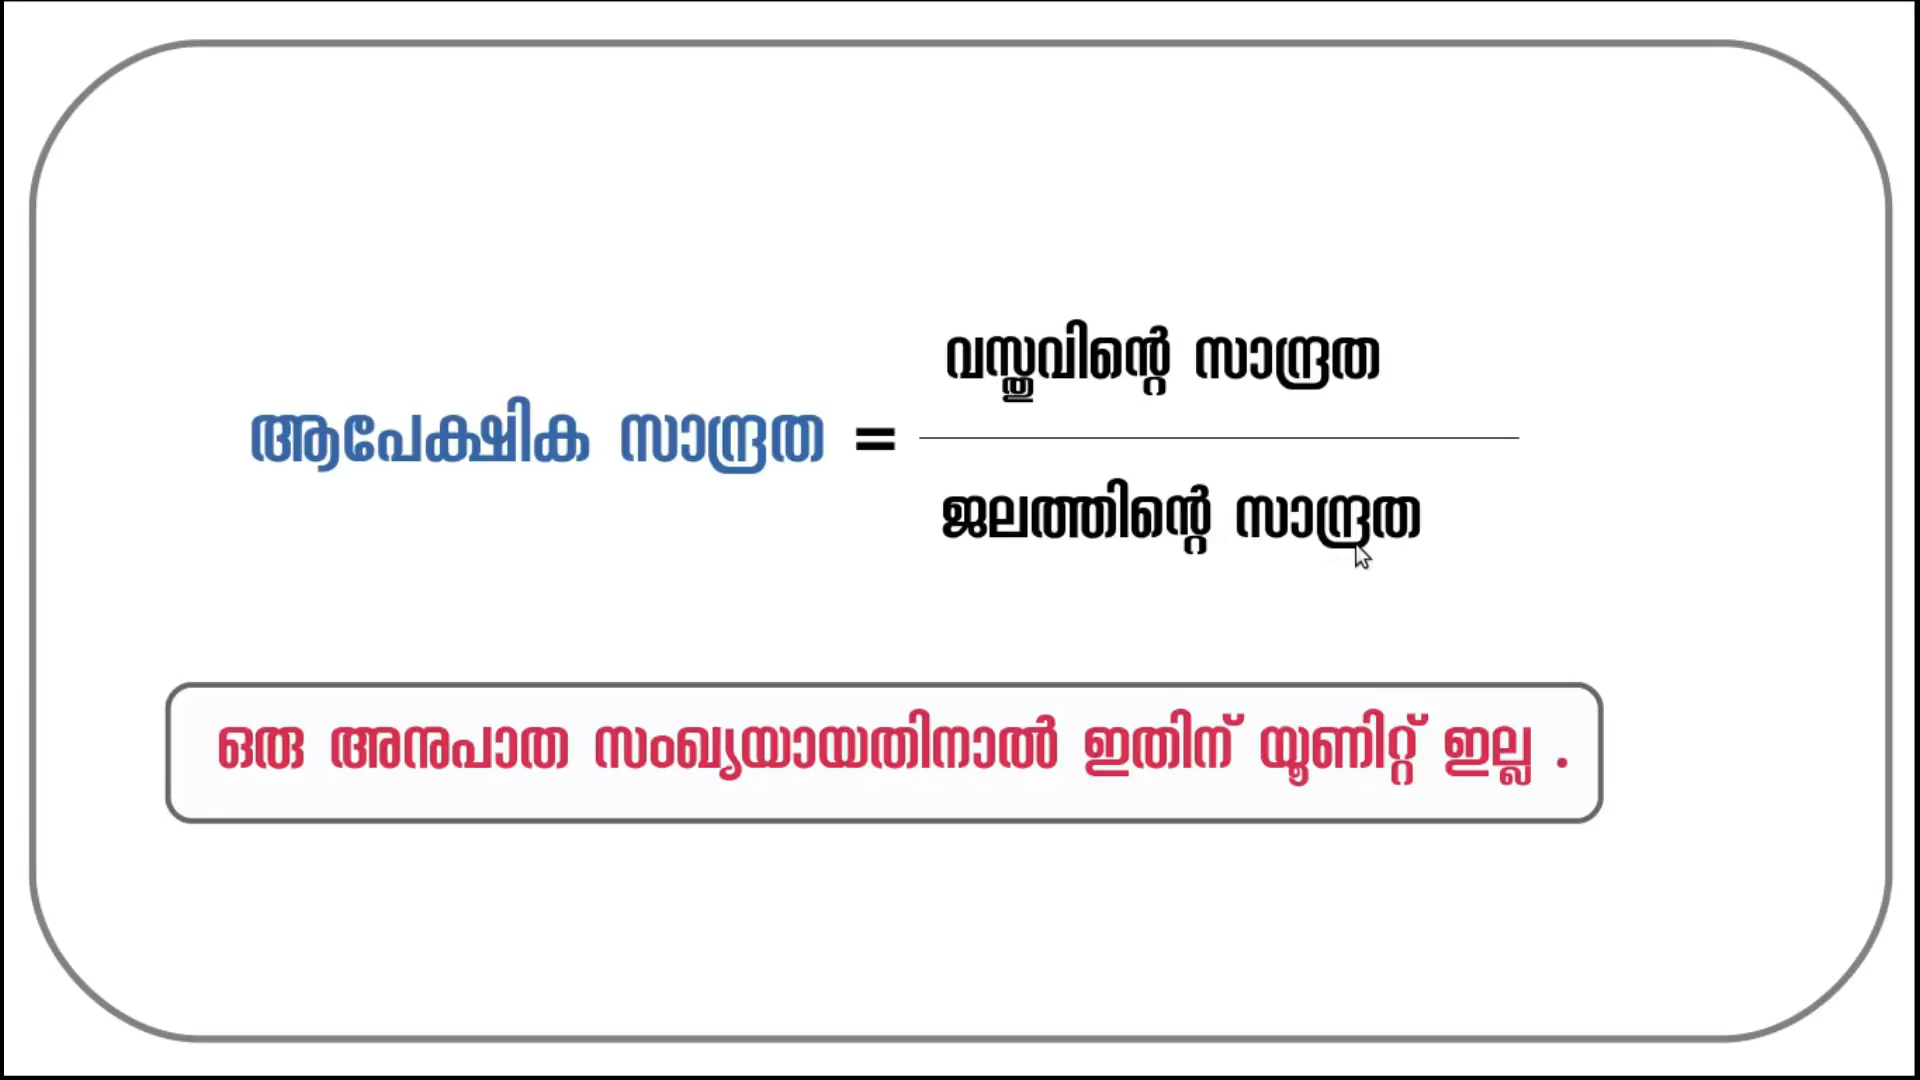 വസ്തുവിന്റെ സാന്ദ്രത
ആപേക്ഷിക സാന്ദ്രത =
ജലത്തിന്റെ സാന്ദ്രത
ഒരു അനുപാത സംഖ്യയായതിനാൽ ഇതിന് യൂണിറ്റ് ഇല്ല .